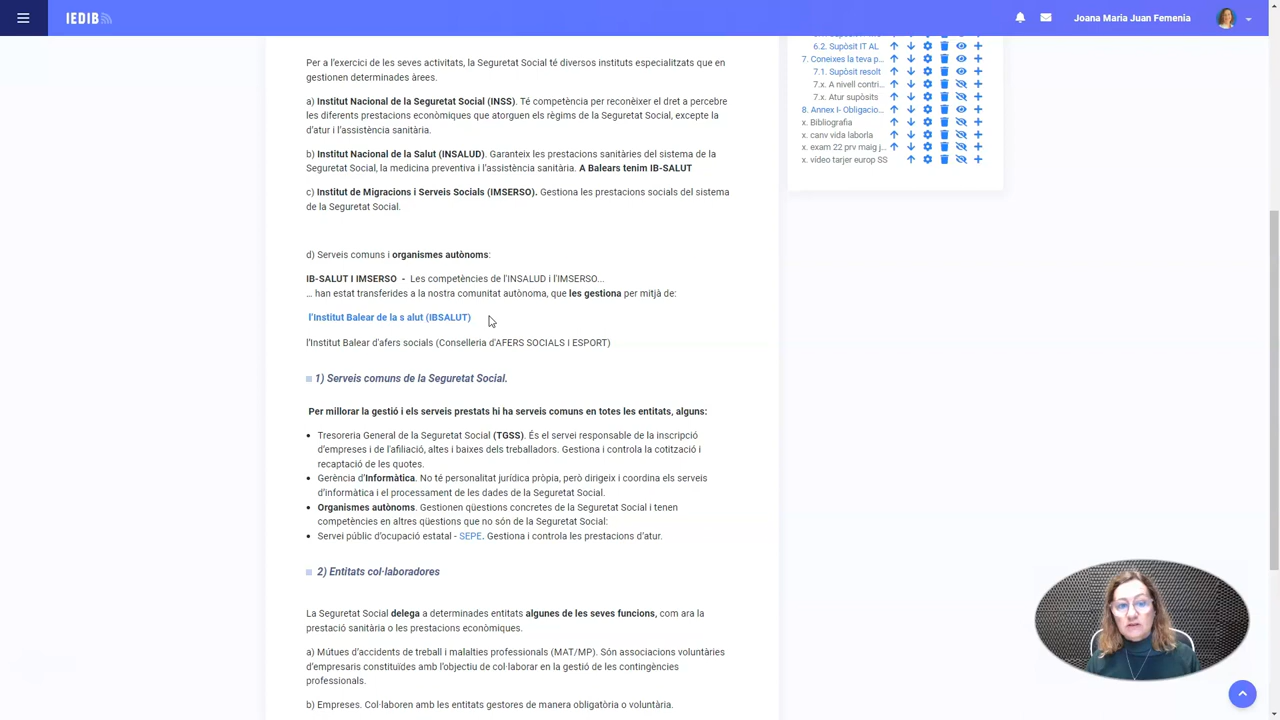 IEDIB
Joana Maria Juan Femenia
6.2. Supòsit IT AL
7. Coneixes la teva p...
7.1. Supòsit resolt
7.x. A nivell contri...
7.x. Atur supòsits
8. Annex I- Obligacio...
x. Bibliografia
x. canv vida laborla
x. exam 22 prv maig j...
x. vídeo tarjer europ SS
Per a l'exercici de les seves activitats, la Seguretat Social té diversos instituts especialitzats que en
gestionen determinades àrees.
a) Institut Nacional de la Seguretat Social (INSS). Té competència per reconèixer el dret a percebre
les diferents prestacions econòmiques que atorguen els règims de la Seguretat Social, excepte la
d'atur i l'assistència sanitària.
b) Institut Nacional de la Salut (INSALUD). Garanteix les prestacions sanitàries del sistema de la
Seguretat Social, la medicina preventiva i l'assistència sanitària. A Balears tenim IB-SALUT
c) Institut de Migracions i Serveis Socials (IMSERSO). Gestiona les prestacions socials del sistema
de la Seguretat Social.
d) Serveis comuns i organismes autònoms:
IB-SALUT I IMSERSO - Les competències de l'INSALUD i l'IMSERSO...
... han estat transferides a la nostra comunitat autònoma, que les gestiona per mitjà de:
l'Institut Balear de la s alut (IBSALUT)
l'Institut Balear d'afers socials (Conselleria d'AFERS SOCIALS I ESPORT)
1) Serveis comuns de la Seguretat Social.
Per millorar la gestió i els serveis prestats hi ha serveis comuns en totes les entitats, alguns:
• Tresoreria General de la Seguretat Social (TGSS). És el servei responsable de la inscripció
d'empreses i de l'afiliació, altes i baixes dels treballadors. Gestiona i controla la cotització i
recaptació de les quotes.
• Gerència d'Informàtica. No té personalitat jurídica pròpia, però dirigeix i coordina els serveis
d'informàtica i el processament de les dades de la Seguretat Social.
• Organismes autònoms. Gestionen qüestions concretes de la Seguretat Social i tenen
competències en altres qüestions que no són de la Seguretat Social:
• Servei públic d'ocupació estatal - SEPE. Gestiona i controla les prestacions d'atur.
2) Entitats col·laboradores
La Seguretat Social delega a determinades entitats algunes de les seves funcions, com ara la
prestació sanitària o les prestacions econòmiques.
a) Mútues d'accidents de treball i malalties professionals (MAT/MP). Són associacions voluntàries
d'empresaris constituïdes amb l'objectiu de col·laborar en la gestió de les contingències
professionals.
b) Empreses. Col·laboren amb les entitats gestores de manera obligatòria o voluntària.